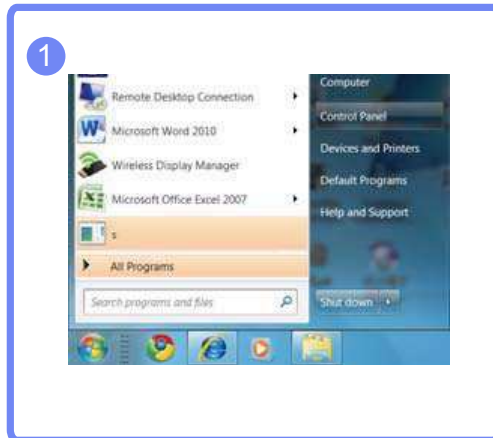 1
Remote Desktop Connection
Microsoft Word 2010
Wireless Display Manager
Microsoft Office Excel 2007
s
All Programs
Search programs and files
Computer
Control Panel
Devices and Printers
Default Programs
Help and Support
Shut down